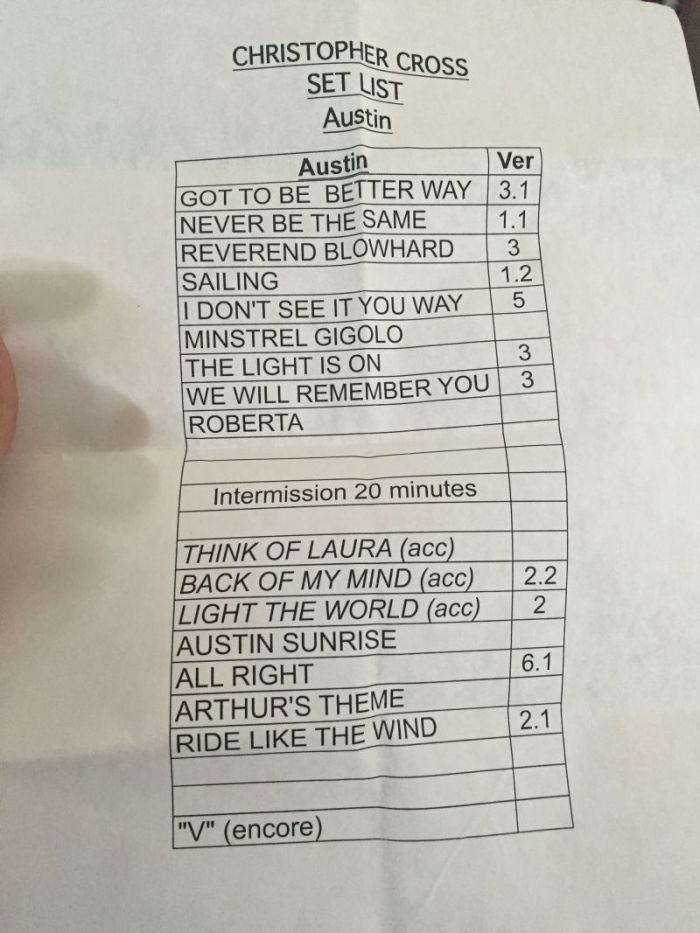 CHRISTOPHER CROSS
SET LIST
Austin
Austin Ver
GOT TO BE BETTER WAY 3.1
NEVER BE THE SAME 1.1
REVEREND BLOWHARD 3
SAILING 1.2
I DON'T SEE IT YOU WAY 5
MINSTREL GIGOLO
THE LIGHT IS ON 3
WE WILL REMEMBER YOU 3
ROBERTA
Intermission 20 minutes
THINK OF LAURA (acc)
BACK OF MY MIND (acc) 2.2
LIGHT THE WORLD (acc) 2
AUSTIN SUNRISE
ALL RIGHT 6.1
ARTHUR'S THEME
RIDE LIKE THE WIND 2.1
"V" (encore)